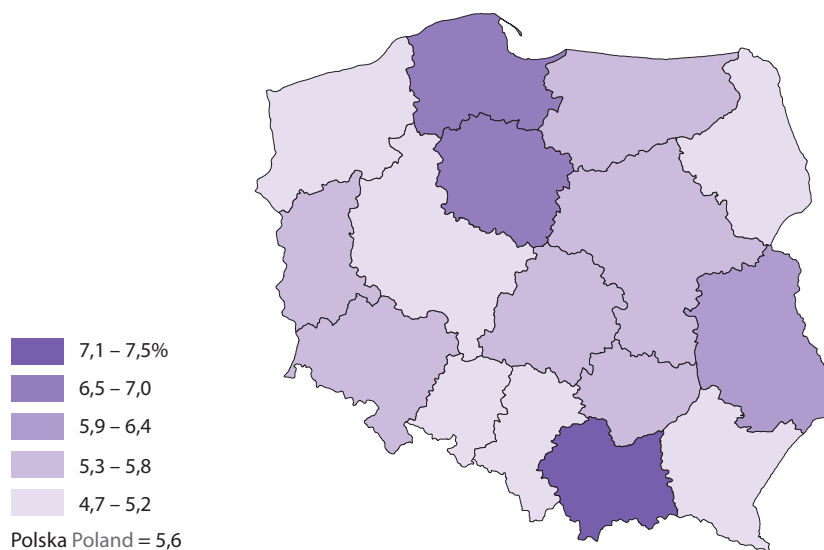 7,1 – 7,5%
6,5 – 7,0
5,9 – 6,4
5,3 – 5,8
4,7 – 5,2
Polska Poland = 5,6